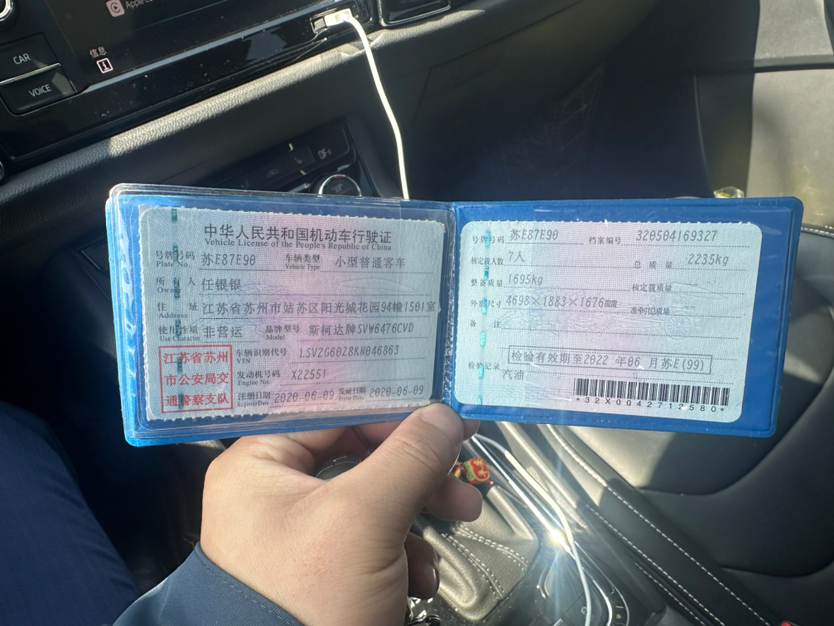 CAR
信息
VOICE
中华人民共和国机动车行驶证
Vehicle License of the People's Republic of China
号牌号码 苏E87E90 车辆类型 小型普通客车
Plate No. Vehicle Type
所有人 任银银
Owner
住址 江苏省苏州市姑苏区阳光城花园94幢1501室
Address
使用性质 非营运 品牌型号 斯柯达牌SVW6476CVD
Use Character Model
江苏省苏州
市公安局交
通警察支队
车辆识别代号 LSV2G60Z8KN046863
VIN
发动机号码 X22551
Engine No.
注册日期 2020-06-09 发证日期 2020-06-09
号牌号码 苏E87E90 档案编号 320504169327
核定载人数 7人 总质量 2235kg
整备质量 1695kg 核定载质量
外廓尺寸 4698×1883×1676mm 准牵引总质量
备注
检验有效期至2022 年06 月苏E(99)
检验记录
汽油
*32X0042712580*